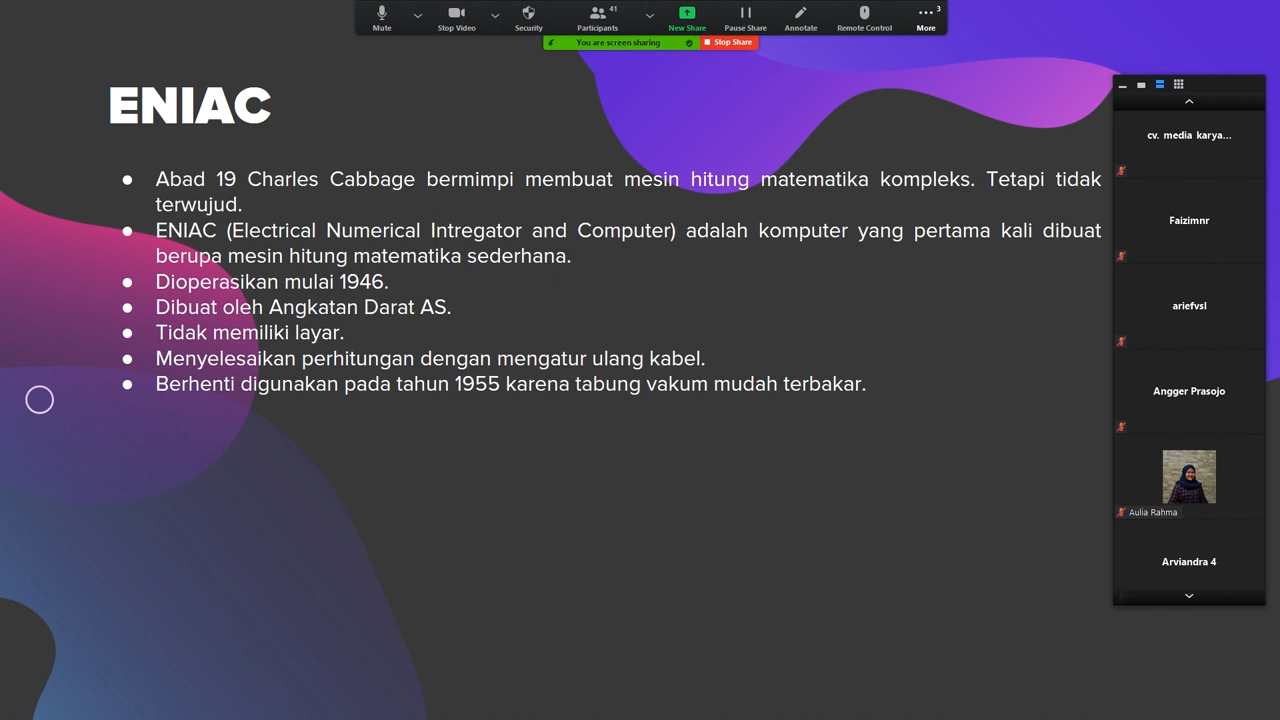 Mute
Stop Video
Security
Participants
41
New Share
Pause Share
Annotate
Remote Control
More
3
You are screen sharing
Stop Share
ENIAC
● Abad 19 Charles Cabbage bermimpi membuat mesin hitung matematika kompleks. Tetapi tidak
terwujud.
● ENIAC (Electrical Numerical Intregator and Computer) adalah komputer yang pertama kali dibuat
berupa mesin hitung matematika sederhana.
● Dioperasikan mulai 1946.
● Dibuat oleh Angkatan Darat AS.
● Tidak memiliki layar.
● Menyelesaikan perhitungan dengan mengatur ulang kabel.
● Berhenti digunakan pada tahun 1955 karena tabung vakum mudah terbakar.
cv. media karya...
Faizimnr
ariefvsl
Angger Prasojo
Aulia Rahma
Arviandra 4